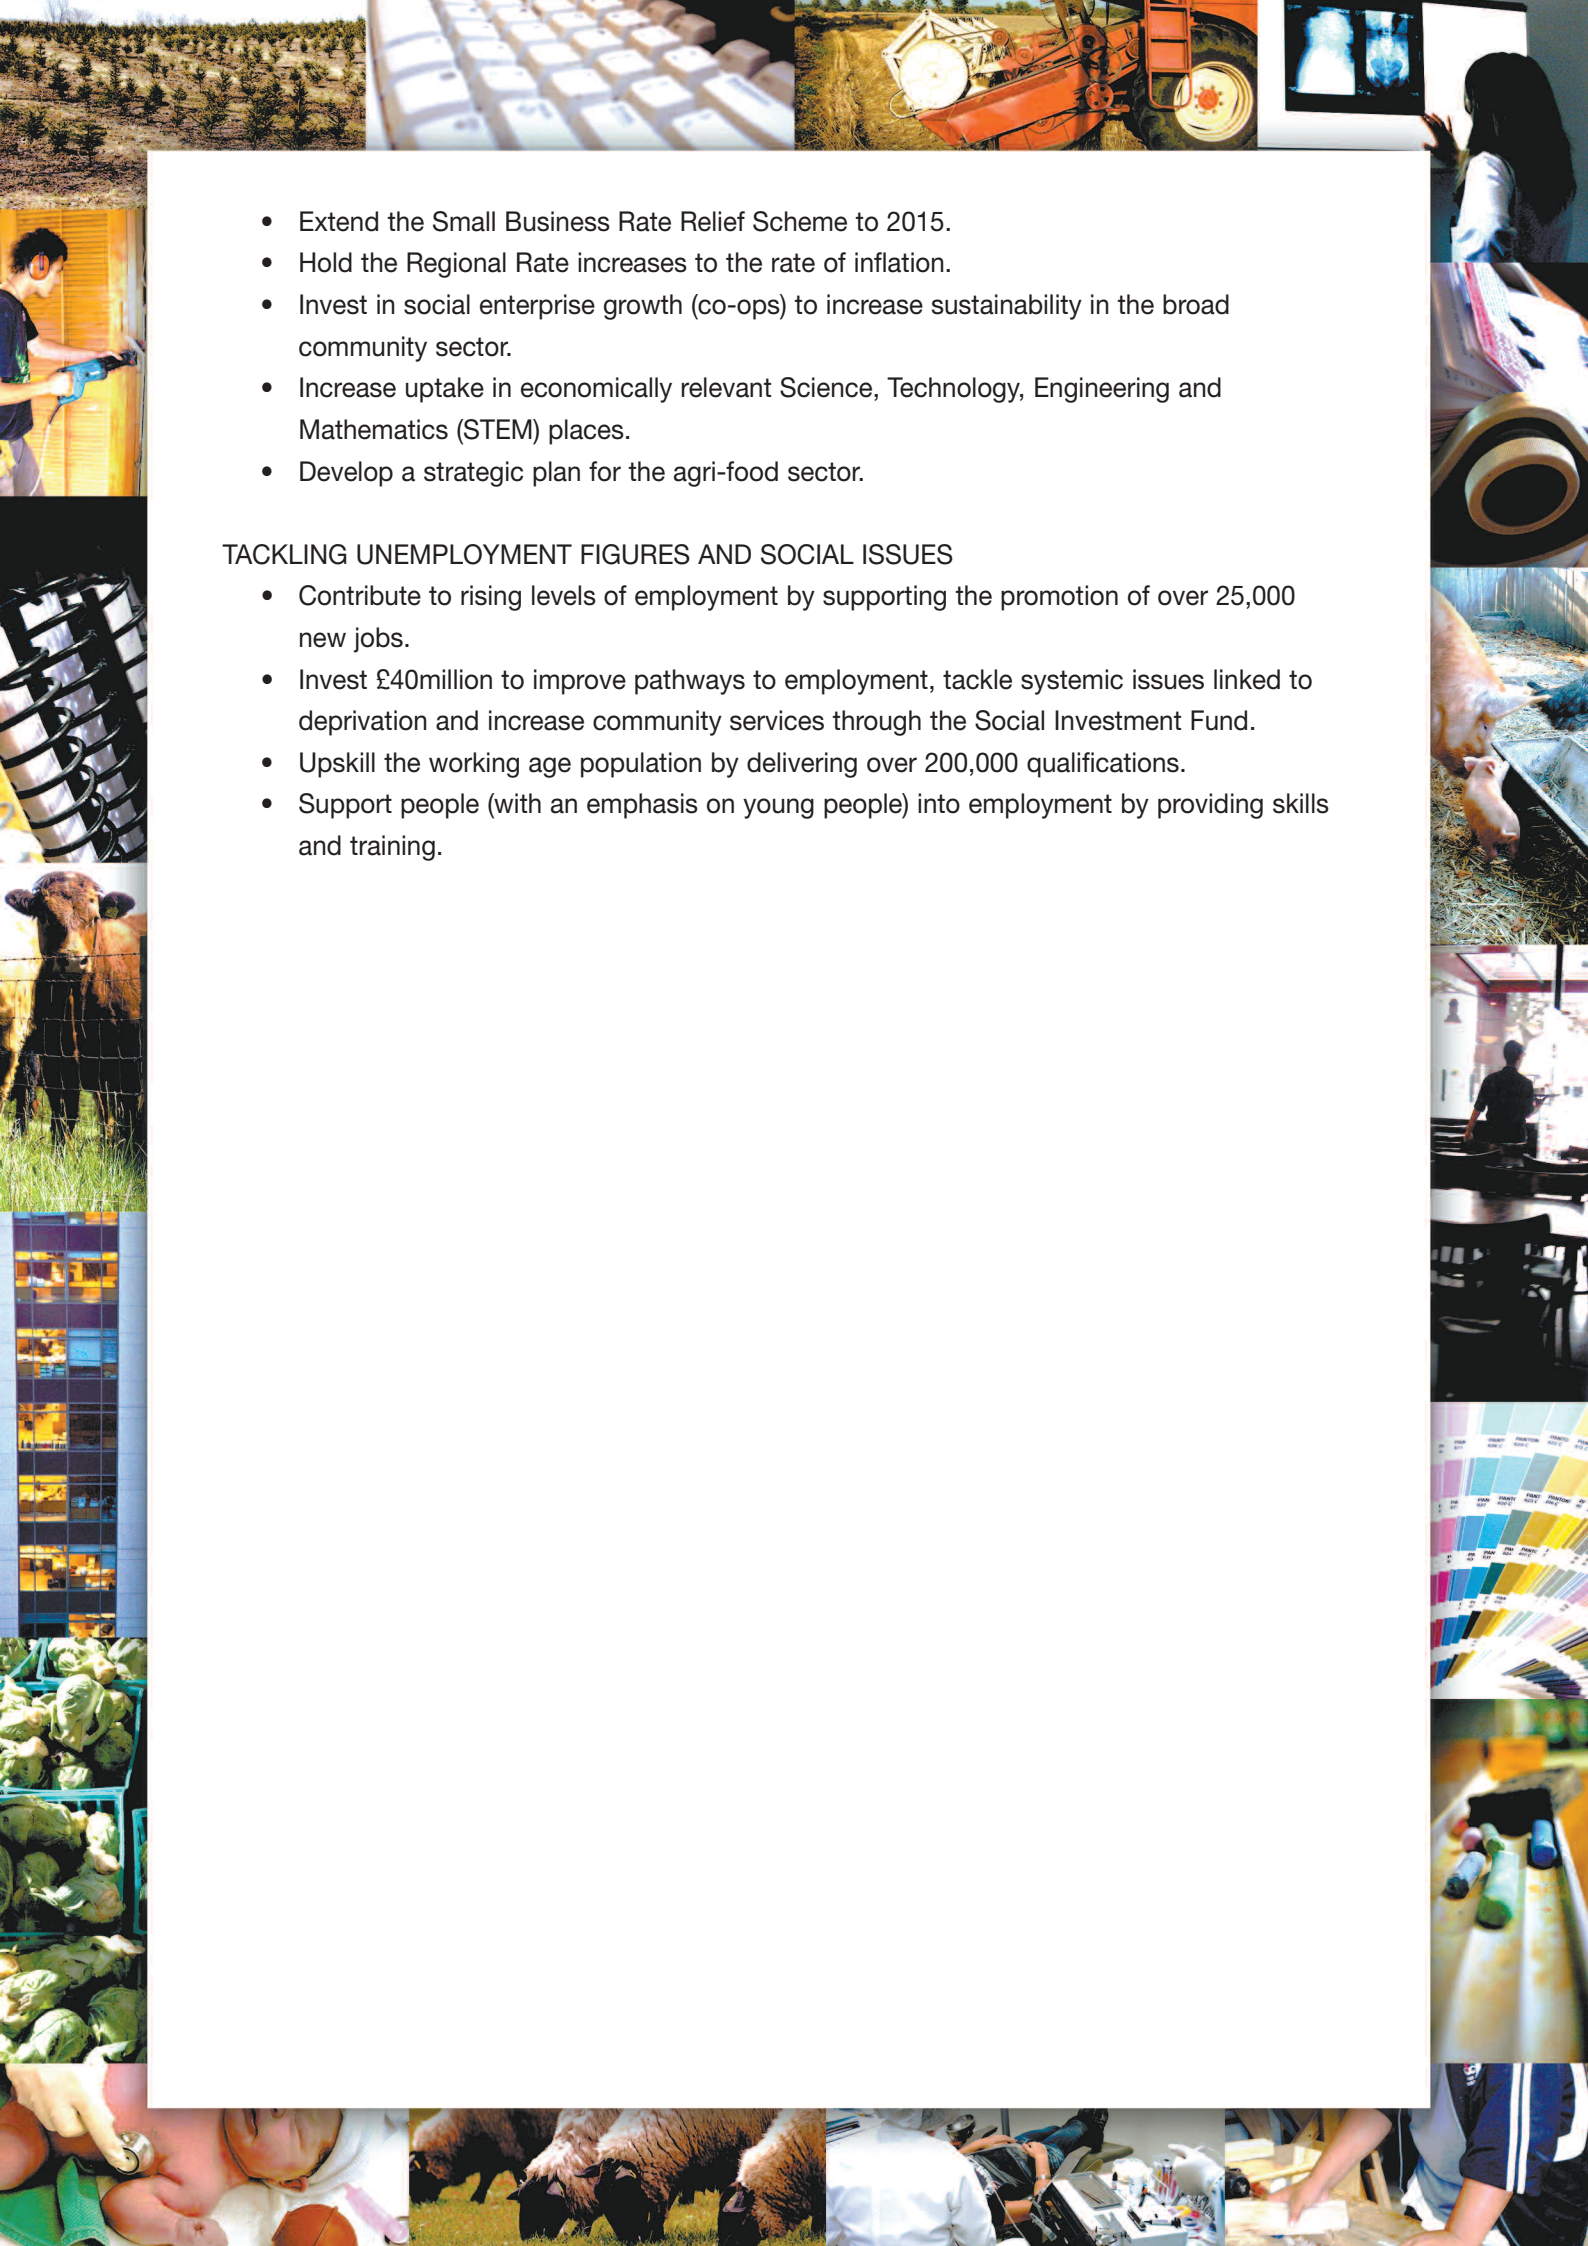 • Extend the Small Business Rate Relief Scheme to 2015.
• Hold the Regional Rate increases to the rate of inflation.
• Invest in social enterprise growth (co-ops) to increase sustainability in the broad
community sector.
• Increase uptake in economically relevant Science, Technology, Engineering and
Mathematics (STEM) places.
• Develop a strategic plan for the agri-food sector.
TACKLING UNEMPLOYMENT FIGURES AND SOCIAL ISSUES
• Contribute to rising levels of employment by supporting the promotion of over 25,000
new jobs.
• Invest £40million to improve pathways to employment, tackle systemic issues linked to
deprivation and increase community services through the Social Investment Fund.
• Upskill the working age population by delivering over 200,000 qualifications.
• Support people (with an emphasis on young people) into employment by providing skills
and training.